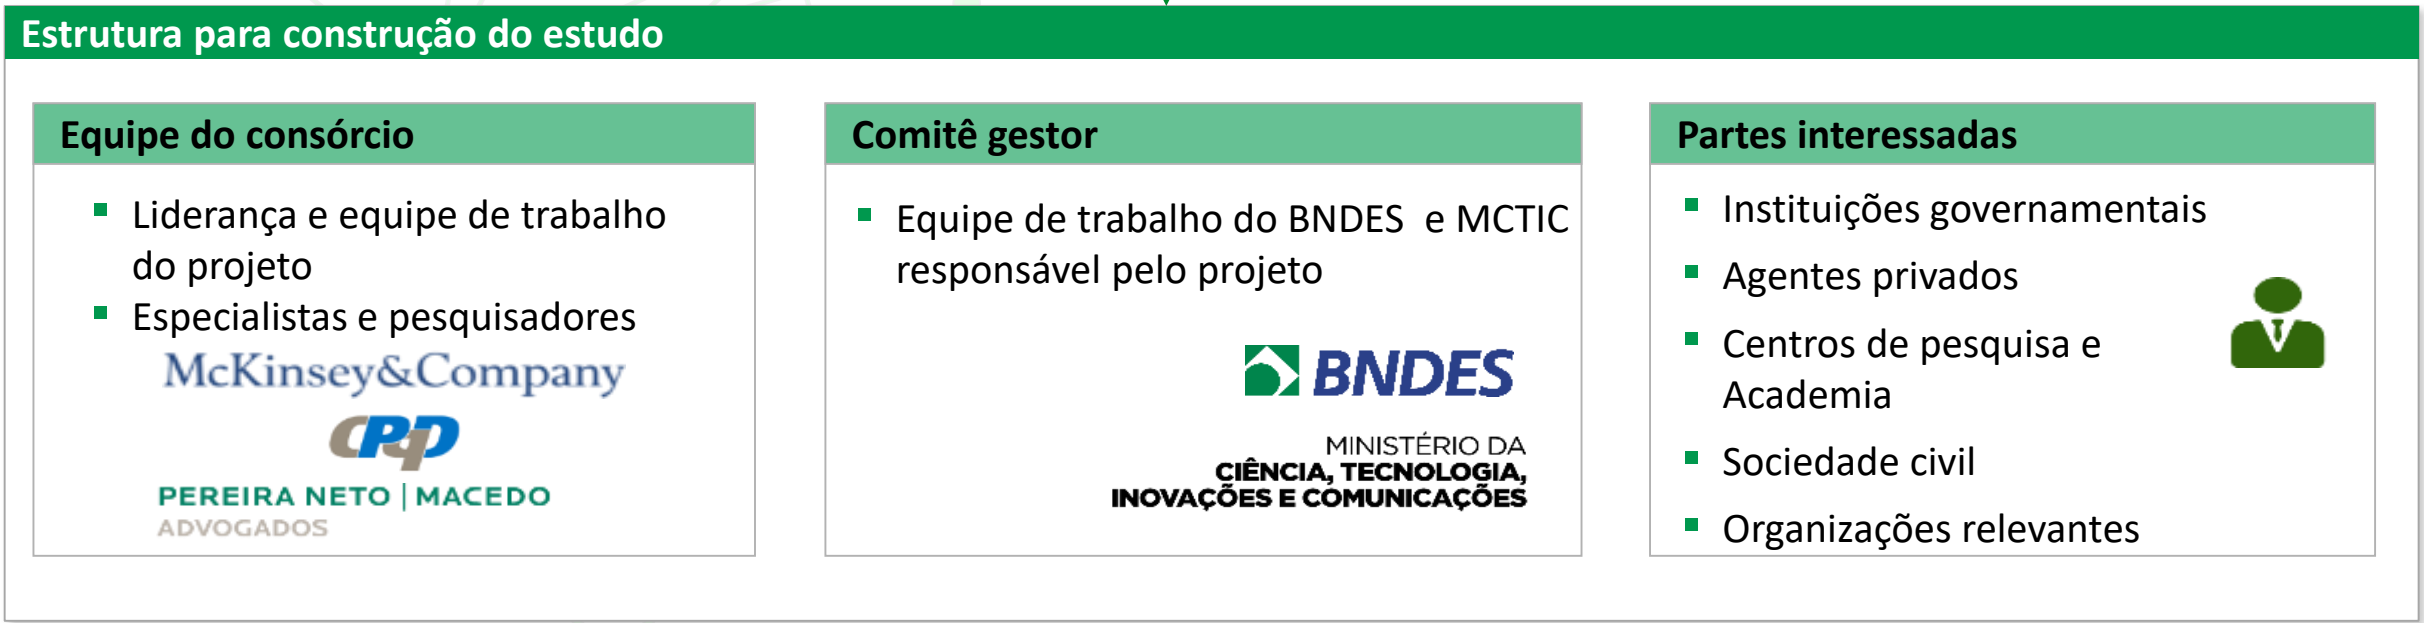 Estrutura para construção do estudo
Equipe do consórcio
▪ Liderança e equipe de trabalho
do projeto
▪ Especialistas e pesquisadores
McKinsey&Company
CPqD
PEREIRA NETO | MACEDO
ADVOGADOS
Comitê gestor
▪ Equipe de trabalho do BNDES e MCTIC
responsável pelo projeto
BNDES
MINISTÉRIO DA
CIÊNCIA, TECNOLOGIA,
INOVAÇÕES E COMUNICAÇÕES
Partes interessadas
▪ Instituições governamentais
▪ Agentes privados
▪ Centros de pesquisa e
Academia
▪ Sociedade civil
▪ Organizações relevantes